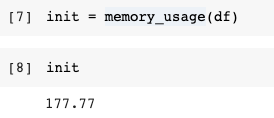 [7] init = memory_usage(df)
[8] init
177.77